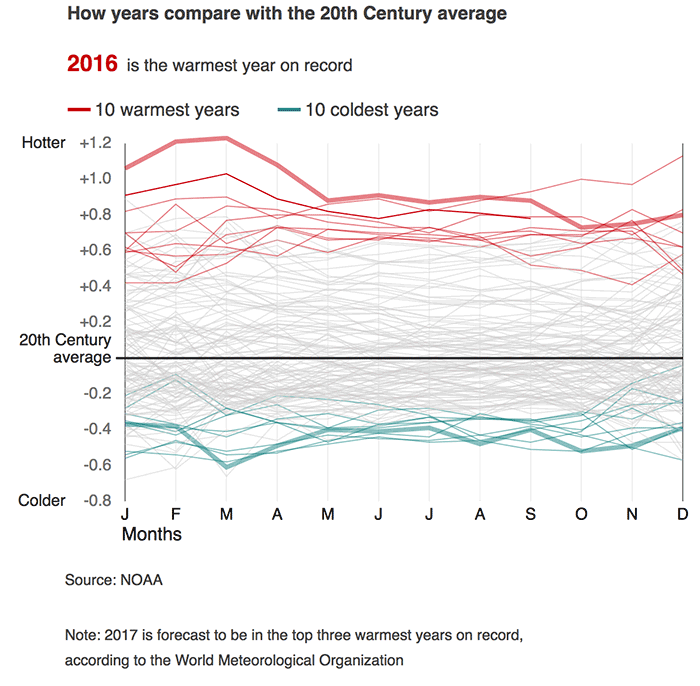 How years compare with the 20th Century average
2016 is the warmest year on record
10 warmest years 10 coldest years
Hotter +1.2
+1.0
+0.8
+0.6
+0.4
+0.2
20th Century
average
-0.2
-0.4
-0.6
Colder -0.8
J F M A M J J A S O N D
Months
Source: NOAA
Note: 2017 is forecast to be in the top three warmest years on record,
according to the World Meteorological Organization